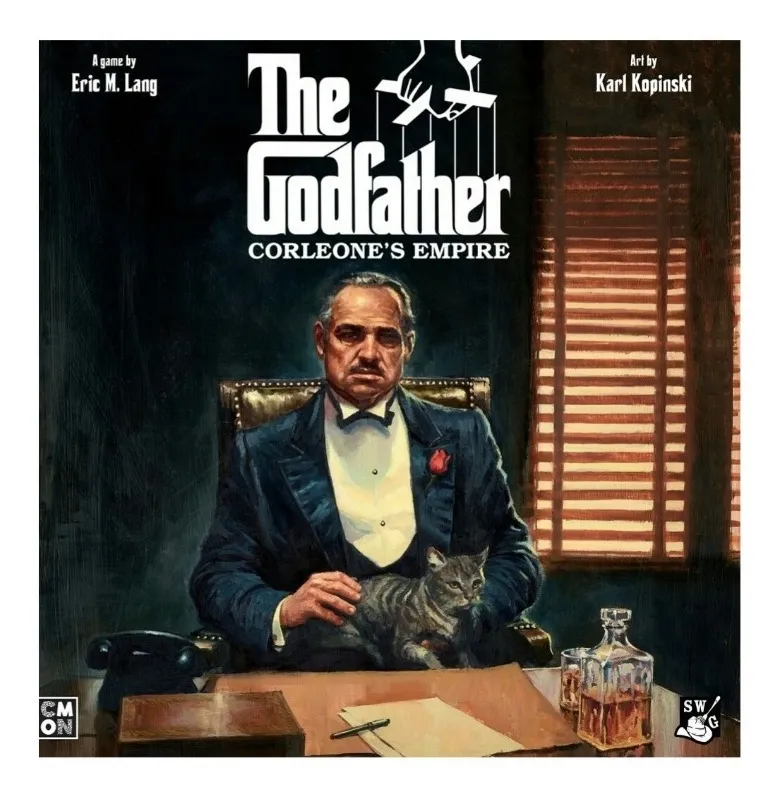 A game by
Eric M. Lang
Art by
Karl Kopinski
The
Godfather
CORLEONE'S EMPIRE
CM
ON
SW
G